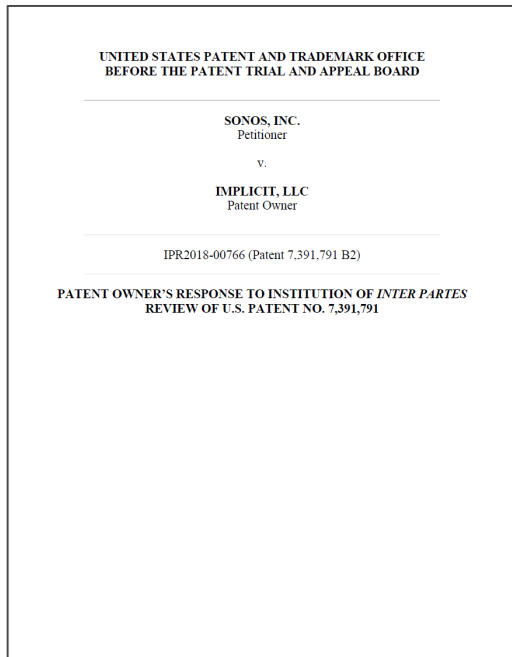 UNITED STATES PATENT AND TRADEMARK OFFICE
BEFORE THE PATENT TRIAL AND APPEAL BOARD
SONOS, INC.
Petitioner
v.
IMPLICIT, LLC
Patent Owner
IPR2018-00766 (Patent 7,391,791 B2)
PATENT OWNER'S RESPONSE TO INSTITUTION OF INTER PARTES
REVIEW OF U.S. PATENT NO. 7,391,791